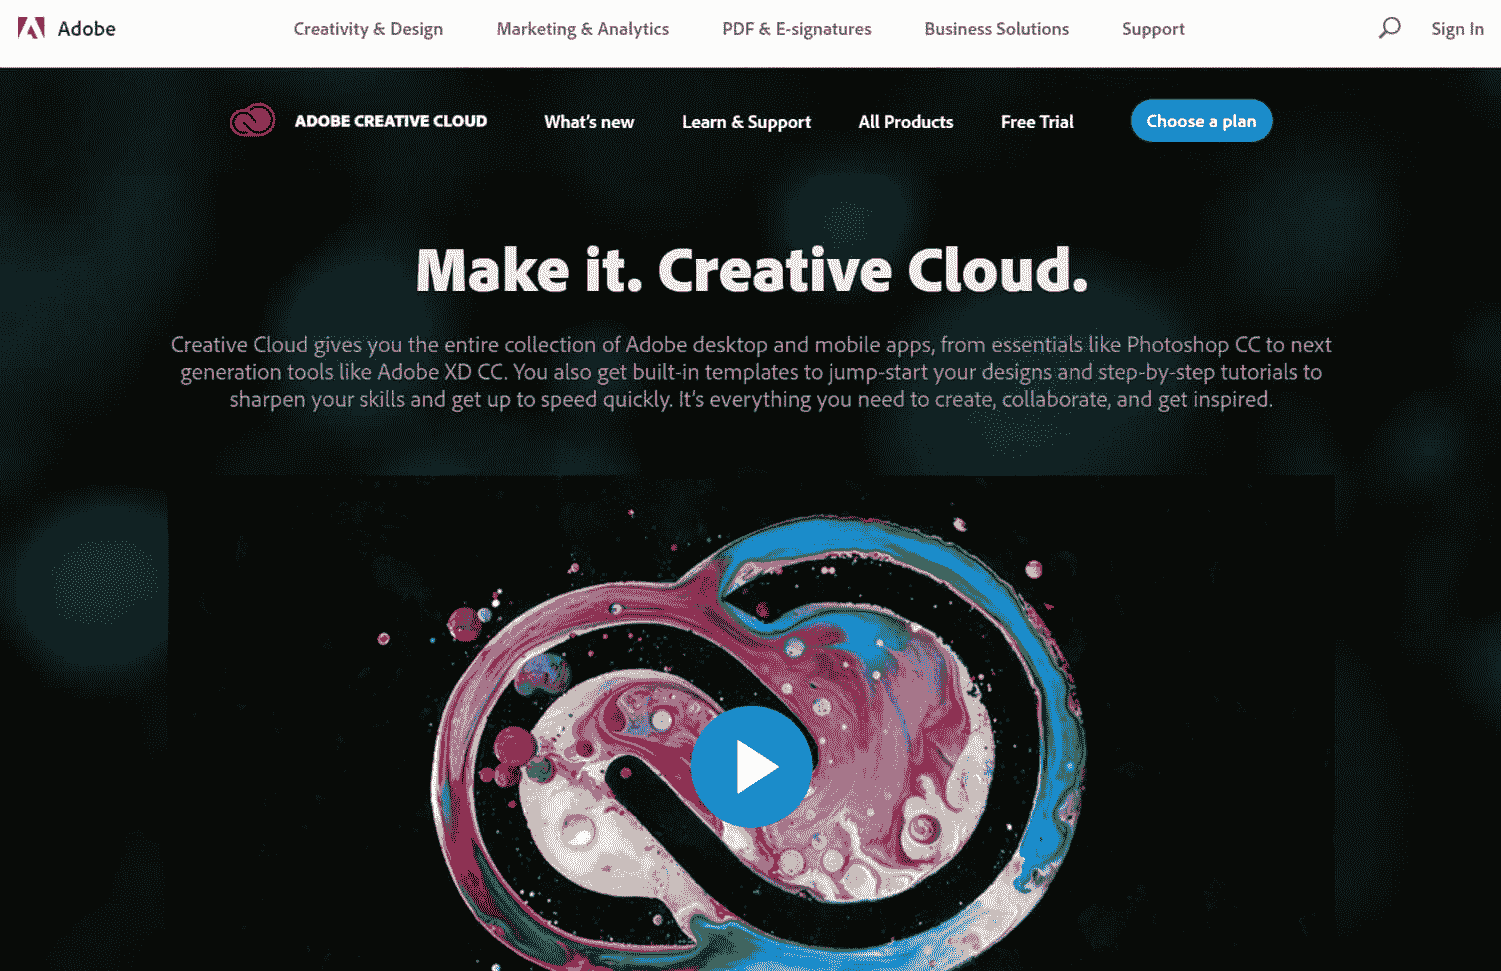 Adobe
Creativity & Design
Marketing & Analytics
PDF & E-signatures
Business Solutions
Support
Sign In
ADOBE CREATIVE CLOUD
What's new
Learn & Support
All Products
Free Trial
Choose a plan
Make it. Creative Cloud.
Creative Cloud gives you the entire collection of Adobe desktop and mobile apps, from essentials like Photoshop CC to next
generation tools like Adobe XD CC. You also get built-in templates to jump-start your designs and step-by-step tutorials to
sharpen your skills and get up to speed quickly. It's everything you need to create, collaborate, and get inspired.